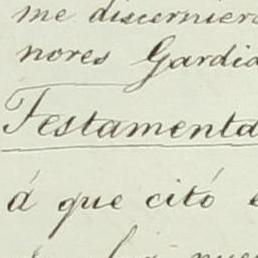 me discerniero
nores Gardia
Testamenta
á que citó e